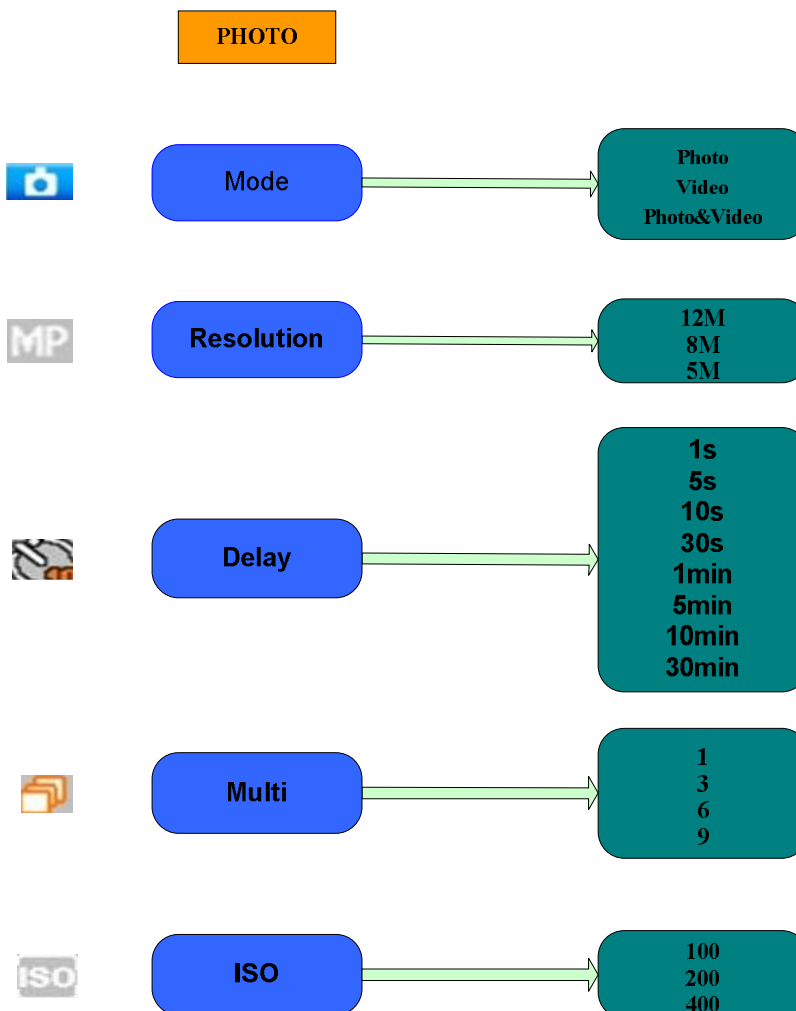 PHOTO
Mode
Photo
Video
Photo&Video
MP
Resolution
12M
8M
5M
Delay
1s
5s
10s
30s
1min
5min
10min
30min
Multi
1
3
6
9
ISO
ISO
100
200
400